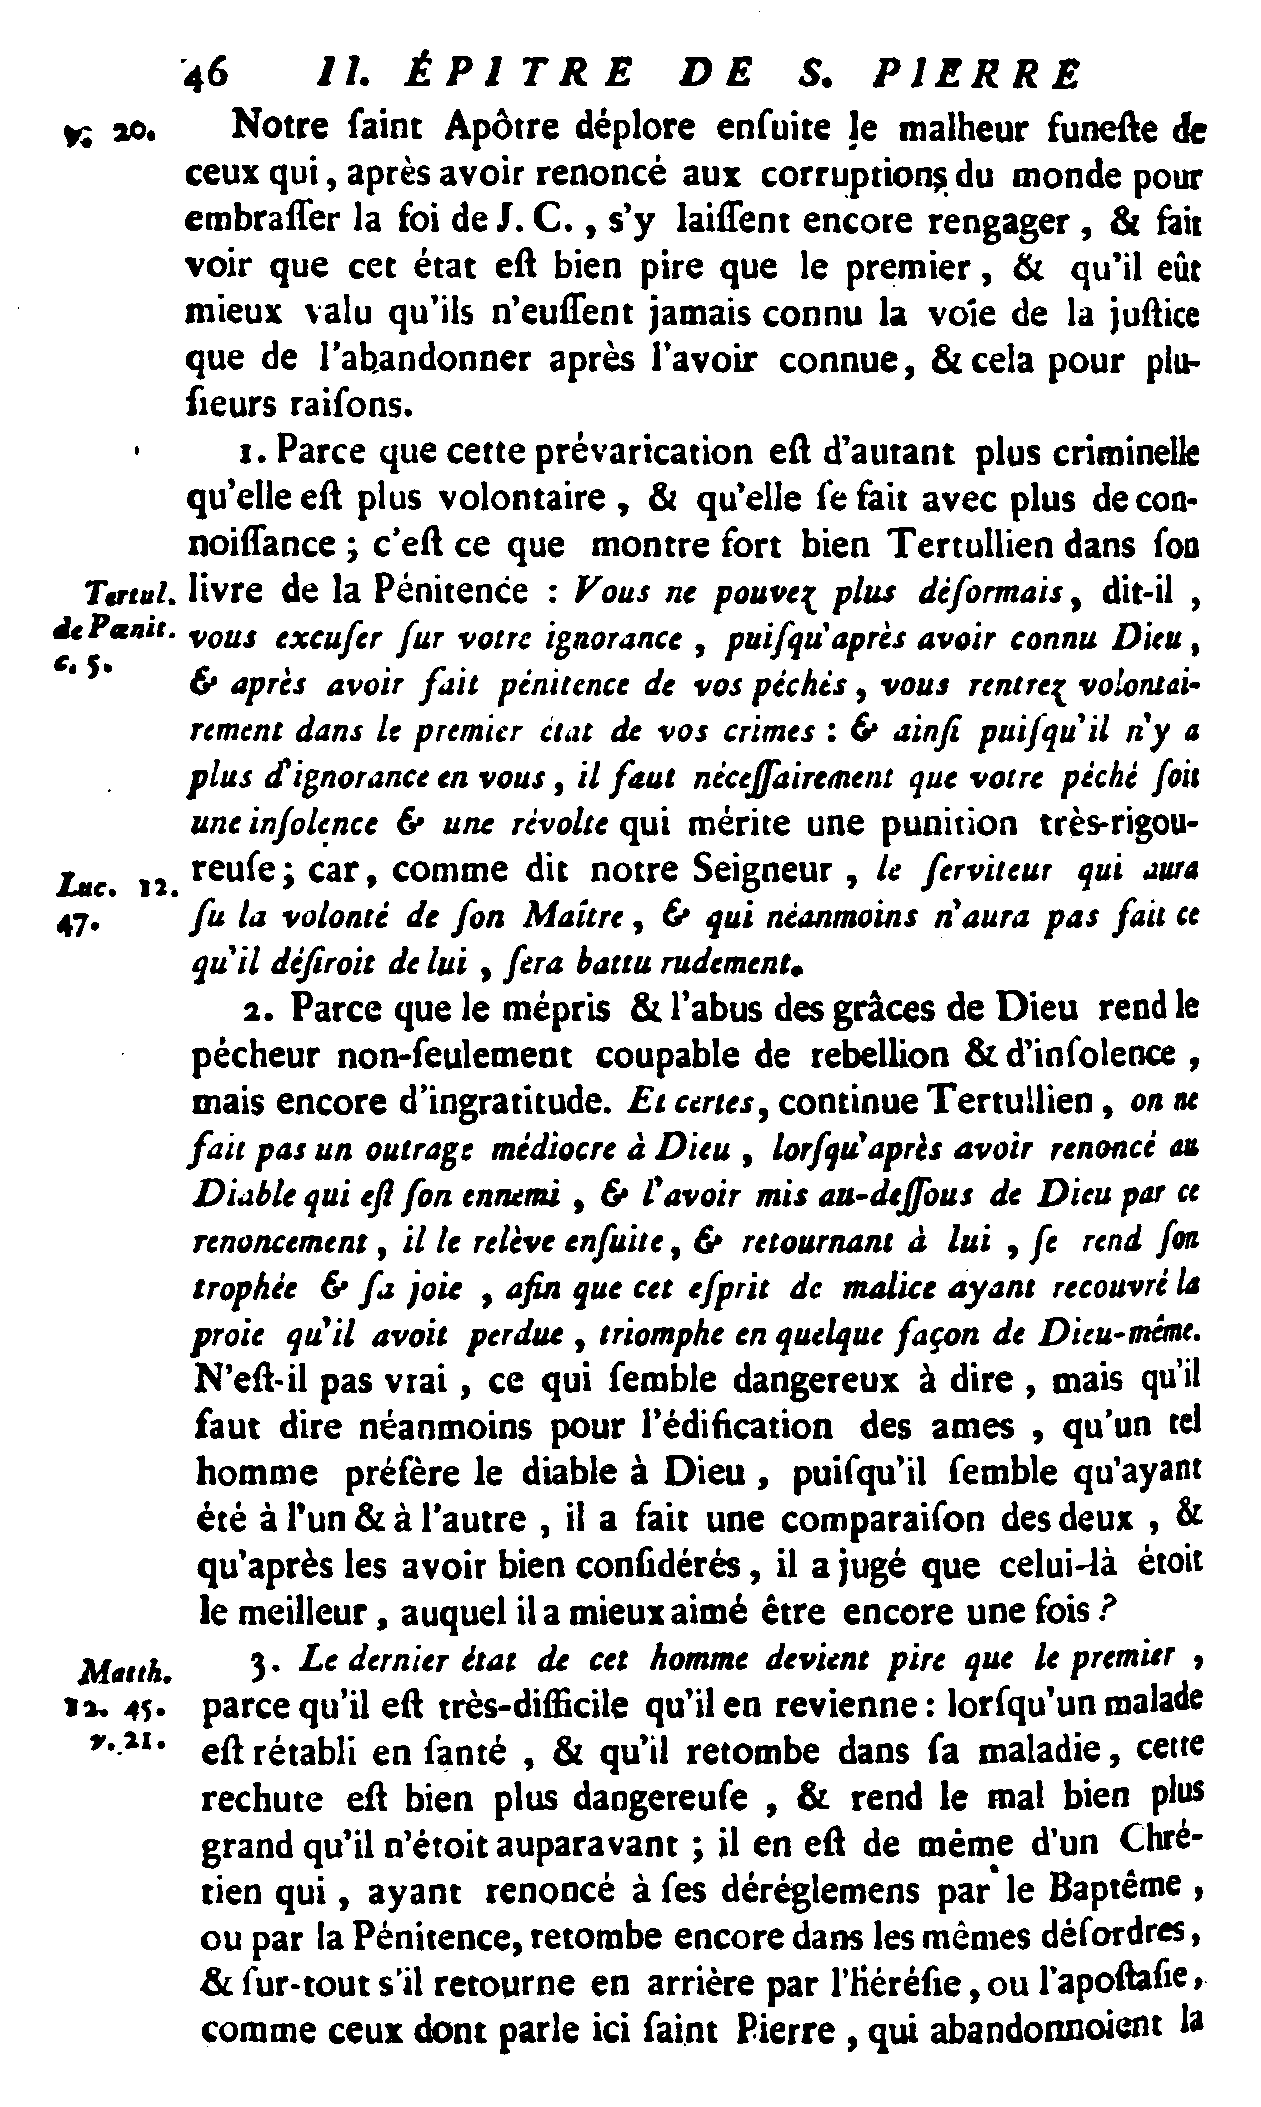 46 II. ÉPITRE DE S. PIERRE
℣. 20. Notre ſaint Apôtre déplore enſuite le malheur funeſte de
ceux qui, après avoir renoncé aux corruptions du monde pour
embraſſer la foi de J. C., s'y laiſſent encore rengager, & fait
voir que cet état eſt bien pire que le premier, & qu'il eût
mieux valu qu'ils n'euſſent jamais connu la voie de la juſtice
que de l'abandonner après l'avoir connue, & cela pour plu-
ſieurs raiſons.
1. Parce que cette prévarication eſt d'autant plus criminelle
qu'elle eſt plus volontaire, & qu'elle ſe fait avec plus de con-
noiſſance; c'eſt ce que montre fort bien Tertullien dans ſon
Tertul. livre de la Pénitence : Vous ne pouvez plus déſormais, dit-il,
de Pœnit. vous excuſer ſur votre ignorance, puiſqu'après avoir connu Dieu,
c. 5. & après avoir fait pénitence de vos péchés, vous rentrez volontai-
rement dans le premier état de vos crimes : & ainſi puiſqu'il n'y a
plus d'ignorance en vous, il faut néceſſairement que votre péché ſoit
une inſolence & une révolte qui mérite une punition très-rigou-
Luc. 12. reuſe; car, comme dit notre Seigneur, le ſerviteur qui aura
47. ſu la volonté de ſon Maître, & qui néanmoins n'aura pas fait ce
qu'il déſiroit de lui, ſera battu rudement.
2. Parce que le mépris & l'abus des grâces de Dieu rend le
pécheur non-ſeulement coupable de rebellion & d'inſolence,
mais encore d'ingratitude. Et certes, continue Tertullien, on ne
fait pas un outrage médiocre à Dieu, lorſqu'après avoir renoncé au
Diable qui eſt ſon ennemi, & l'avoir mis au-deſſous de Dieu par ce
renoncement, il le relève enſuite, & retournant à lui, ſe rend ſon
trophée & ſa joie, afin que cet eſprit de malice ayant recouvré la
proie qu'il avoit perdue, triomphe en quelque façon de Dieu-même.
N'eſt-il pas vrai, ce qui ſemble dangereux à dire, mais qu'il
faut dire néanmoins pour l'édification des ames, qu'un tel
homme préfère le diable à Dieu, puiſqu'il ſemble qu'ayant
été à l'un & à l'autre, il a fait une comparaiſon des deux, &
qu'après les avoir bien conſidérés, il a jugé que celui-là étoit
le meilleur, auquel il a mieux aimé être encore une fois ?
Matth. 3. Le dernier état de cet homme devient pire que le premier,
12. 45. parce qu'il eſt très-difficile qu'il en revienne : lorſqu'un malade
v. 21. eſt rétabli en ſanté, & qu'il retombe dans ſa maladie, cette
rechute eſt bien plus dangereuſe, & rend le mal bien plus
grand qu'il n'étoit auparavant ; il en eſt de même d'un Chré-
tien qui, ayant renoncé à ſes déréglemens par le Baptême,
ou par la Pénitence, retombe encore dans les mêmes déſordres,
& ſur-tout s'il retourne en arrière par l'Héréſie, ou l'apoſtaſie,
comme ceux dont parle ici ſaint Pierre, qui abandonnoient la